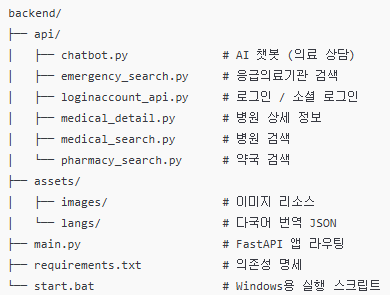 backend/
├── api/
│   ├── chatbot.py            # AI 챗봇 (의료 상담)
│   ├── emergency_search.py   # 응급의료기관 검색
│   ├── loginaccount_api.py   # 로그인 / 소셜 로그인
│   ├── medical_detail.py     # 병원 상세 정보
│   ├── medical_search.py     # 병원 검색
│   └── pharmacy_search.py    # 약국 검색
├── assets/
│   ├── images/               # 이미지 리소스
│   └── langs/                # 다국어 번역 JSON
├── main.py                   # FastAPI 앱 라우팅
├── requirements.txt          # 의존성 명세
└── start.bat                 # Windows용 실행 스크립트